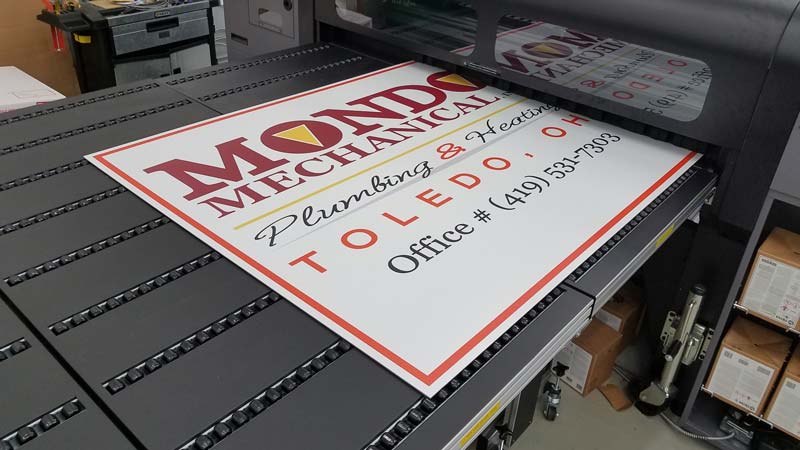 MONDO
MECHANICAL
Plumbing & Heating
TOLEDO, OH
Office # (419) 531-7303